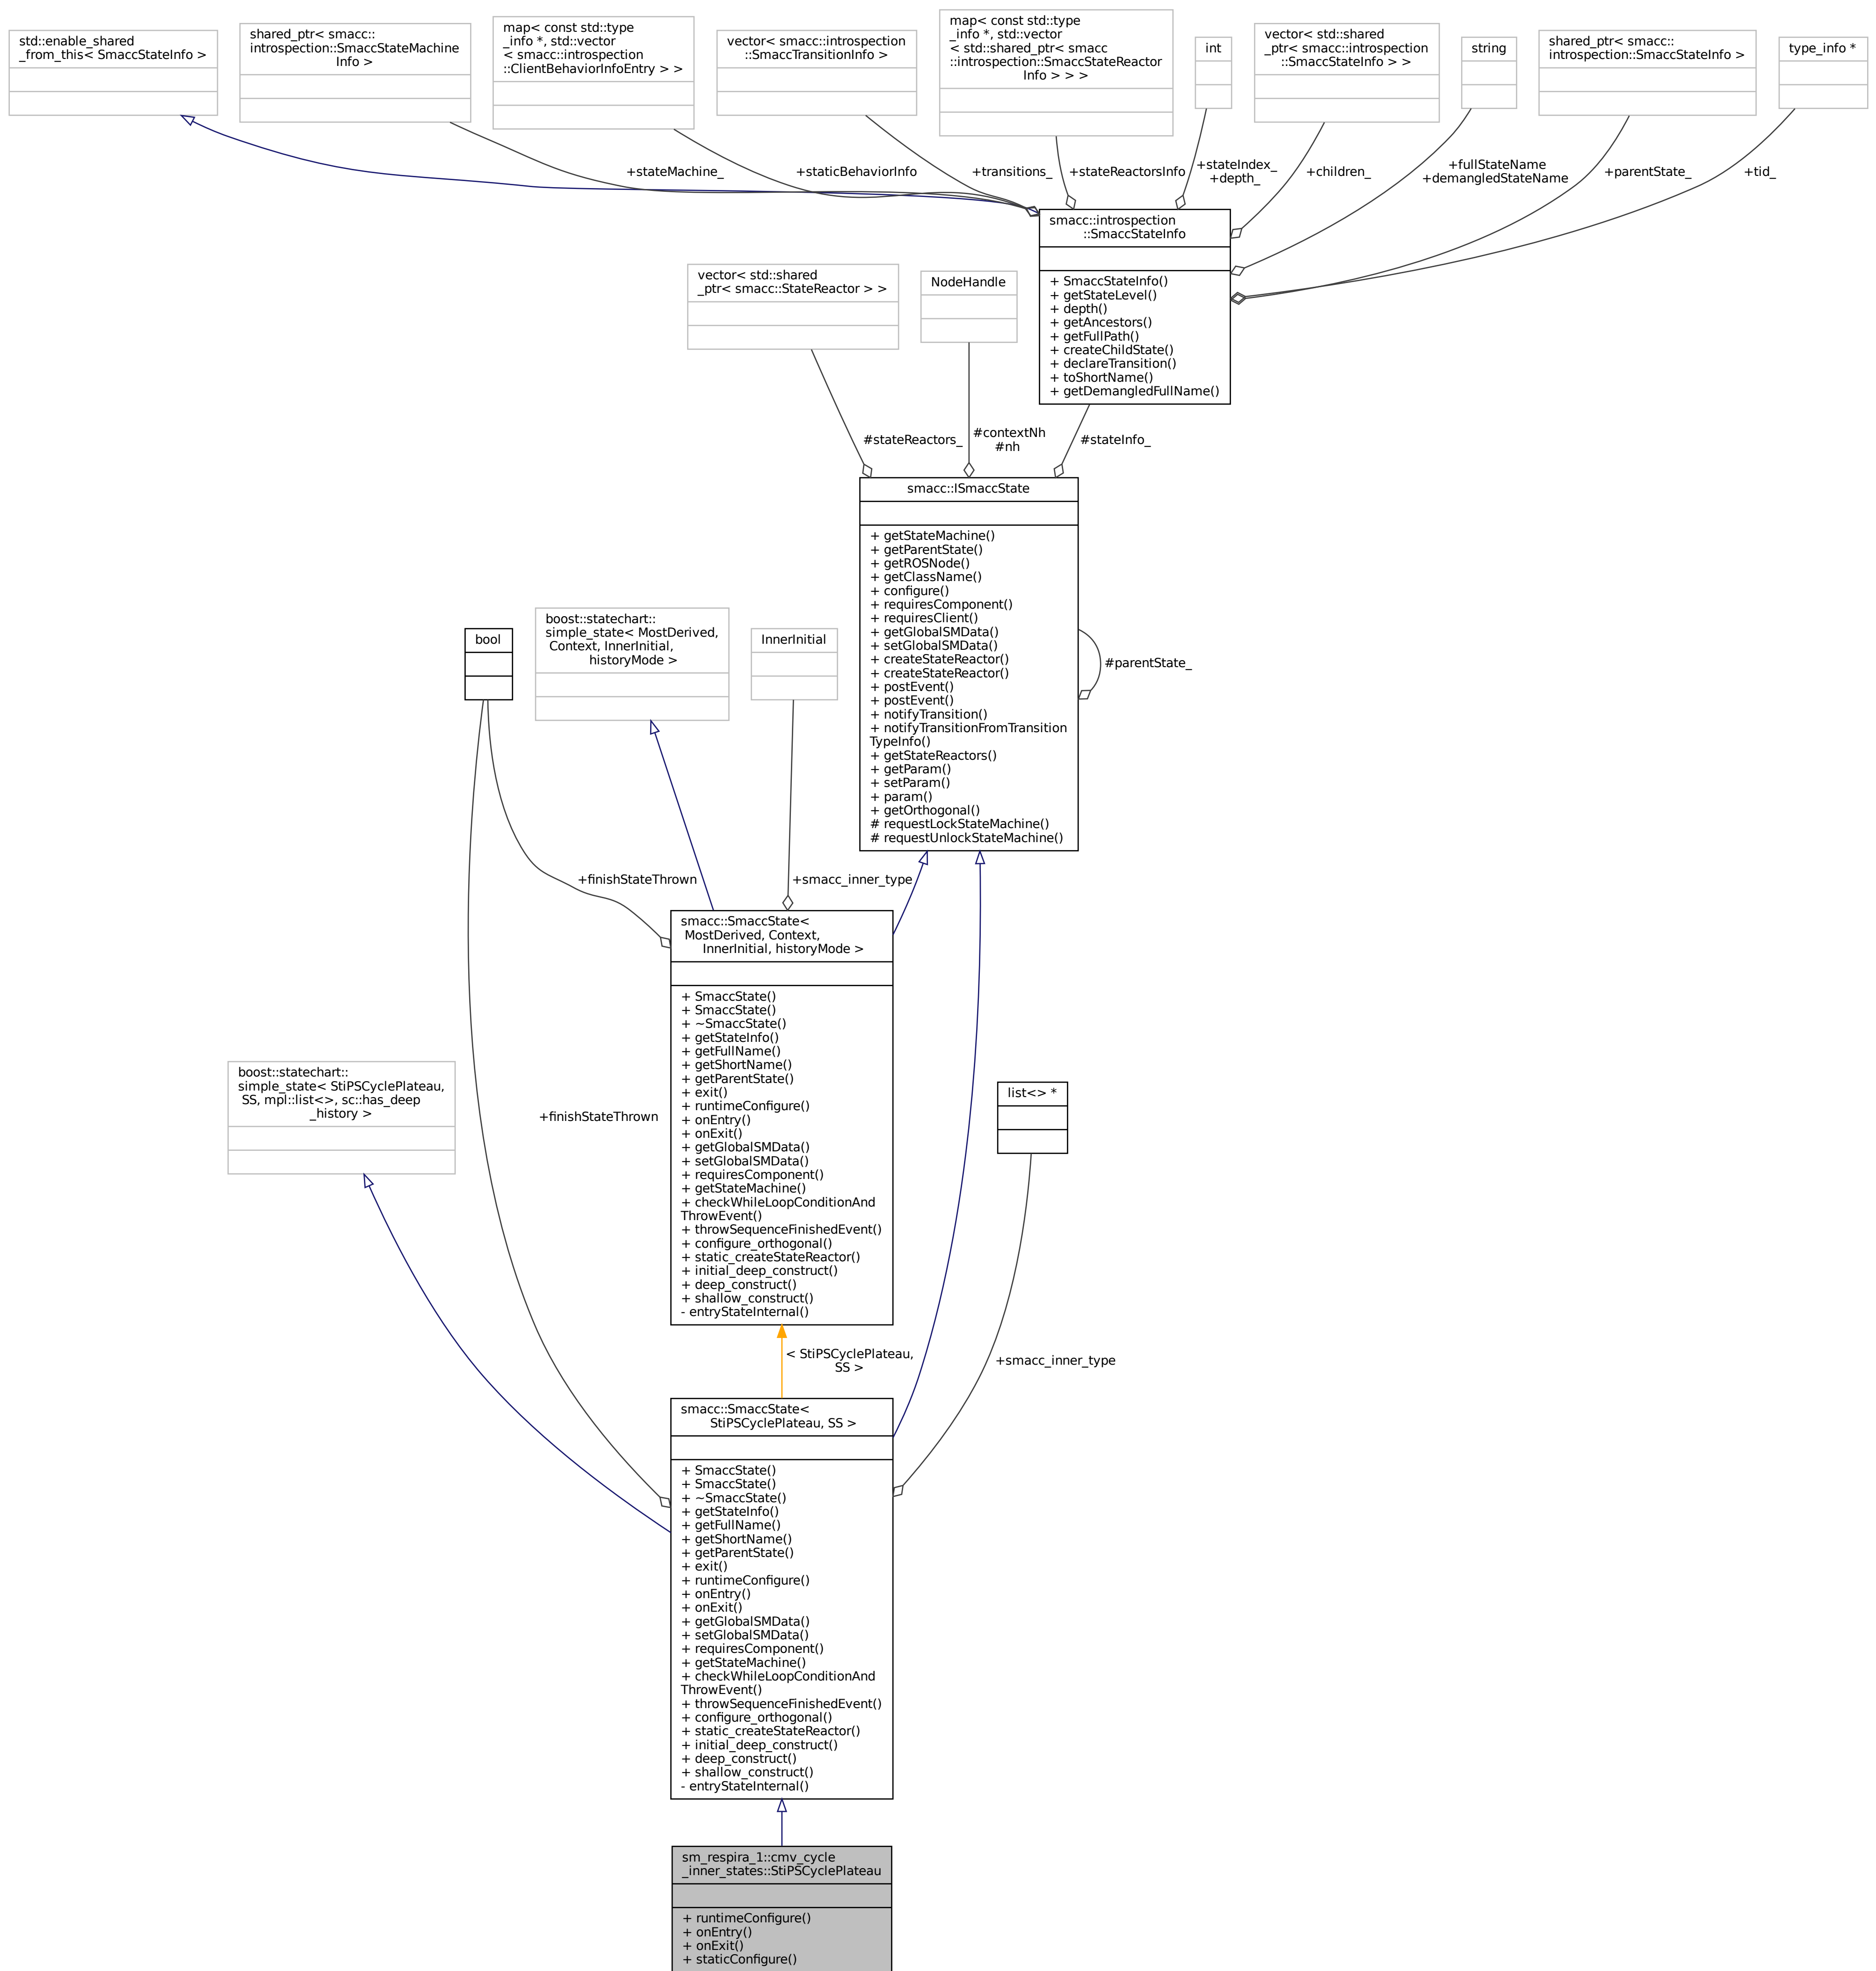 std::enable_shared
_from_this< SmaccStateInfo >
shared_ptr< smacc::
introspection::SmaccStateMachine
Info >
map< const std::type
_info *, std::vector
< smacc::introspection
::ClientBehaviorInfoEntry > >
vector< smacc::introspection
::SmaccTransitionInfo >
map< const std::type
_info *, std::vector
< std::shared_ptr< smacc
::introspection::SmaccStateReactor
Info > > >
int
vector< std::shared
_ptr< smacc::introspection
::SmaccStateInfo > >
string
shared_ptr< smacc::
introspection::SmaccStateInfo >
type_info *
+stateMachine_
+staticBehaviorInfo
+transitions_
+stateReactorsInfo
+stateIndex_
+depth_
+children_
+fullStateName
+demangledStateName
+parentState_
+tid_
smacc::introspection
::SmaccStateInfo
+ SmaccStateInfo()
+ getStateLevel()
+ depth()
+ getAncestors()
+ getFullPath()
+ createChildState()
+ declareTransition()
+ toShortName()
+ getDemangledFullName()
vector< std::shared
_ptr< smacc::StateReactor > >
NodeHandle
#stateReactors_
#contextNh
#nh
#stateInfo_
smacc::ISmaccState
+ getStateMachine()
+ getParentState()
+ getROSNode()
+ getClassName()
+ configure()
+ requiresComponent()
+ requiresClient()
+ getGlobalSMData()
+ setGlobalSMData()
+ createStateReactor()
+ createStateReactor()
+ postEvent()
+ postEvent()
+ notifyTransition()
+ notifyTransitionFromTransition
TypeInfo()
+ getStateReactors()
+ getParam()
+ setParam()
+ param()
+ getOrthogonal()
# requestLockStateMachine()
# requestUnlockStateMachine()
#parentState_
bool
boost::statechart::
simple_state< MostDerived,
Context, InnerInitial,
historyMode >
InnerInitial
+finishStateThrown
+smacc_inner_type
smacc::SmaccState<
MostDerived, Context,
InnerInitial, historyMode >
+ SmaccState()
+ SmaccState()
+ ~SmaccState()
+ getStateInfo()
+ getFullName()
+ getShortName()
+ getParentState()
+ exit()
+ runtimeConfigure()
+ onEntry()
+ onExit()
+ getGlobalSMData()
+ setGlobalSMData()
+ requiresComponent()
+ getStateMachine()
+ checkWhileLoopConditionAnd
ThrowEvent()
+ throwSequenceFinishedEvent()
+ configure_orthogonal()
+ static_createStateReactor()
+ initial_deep_construct()
+ deep_construct()
+ shallow_construct()
- entryStateInternal()
boost::statechart::
simple_state< StiPSCyclePlateau,
SS, mpl::list<>, sc::has_deep
_history >
+finishStateThrown
list<> *
< StiPSCyclePlateau,
SS >
+smacc_inner_type
smacc::SmaccState<
StiPSCyclePlateau, SS >
+ SmaccState()
+ SmaccState()
+ ~SmaccState()
+ getStateInfo()
+ getFullName()
+ getShortName()
+ getParentState()
+ exit()
+ runtimeConfigure()
+ onEntry()
+ onExit()
+ getGlobalSMData()
+ setGlobalSMData()
+ requiresComponent()
+ getStateMachine()
+ checkWhileLoopConditionAnd
ThrowEvent()
+ throwSequenceFinishedEvent()
+ configure_orthogonal()
+ static_createStateReactor()
+ initial_deep_construct()
+ deep_construct()
+ shallow_construct()
- entryStateInternal()
sm_respira_1::cmv_cycle
_inner_states::StiPSCyclePlateau
+ runtimeConfigure()
+ onEntry()
+ onExit()
+ staticConfigure()